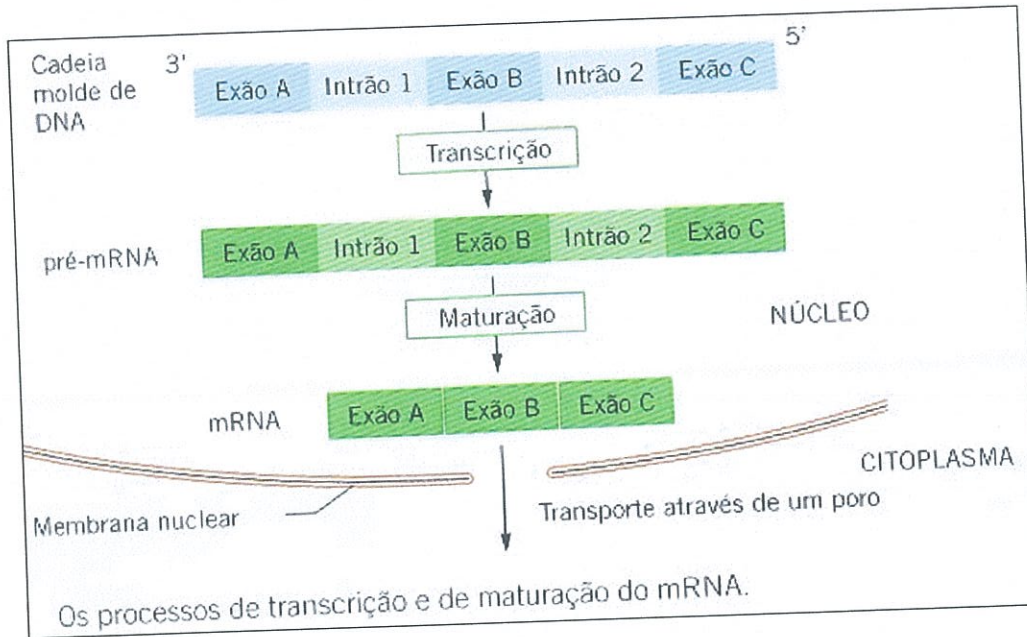 Cadeia molde de DNA
3'
5'
Exão A Intrão 1 Exão B Intrão 2 Exão C
Transcrição
pré-mRNA
Exão A Intrão 1 Exão B Intrão 2 Exão C
Maturação
NÚCLEO
mRNA
Exão A Exão B Exão C
CITOPLASMA
Membrana nuclear
Transporte através de um poro
Os processos de transcrição e de maturação do mRNA.